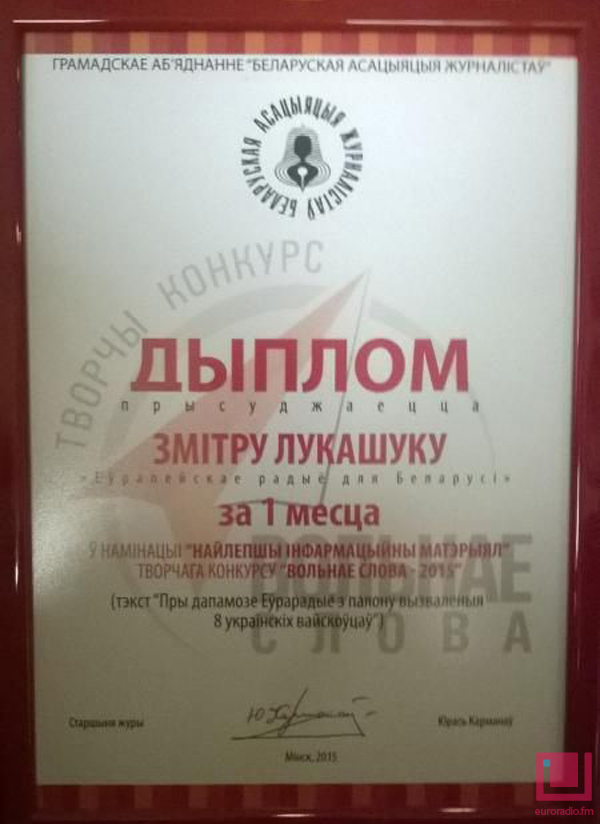 ГРАМАДСКАЕ АБ'ЯДНАННЕ "БЕЛАРУСКАЯ АСАЦЫЯЦЫЯ ЖУРНАЛІСТАЎ"
БЕЛАРУСКАЯ АСАЦЫЯЦЫЯ ЖУРНАЛІСТАЎ
ТВОРЧЫ КОНКУРС
ДЫПЛОМ
прысуджаецца
ЗМІТРУ ЛУКАШУКУ
«Еўрапейскае радыё для Беларусі»
за 1 месца
Ў НАМІНАЦЫІ "НАЙЛЕПШЫ ІНФАРМАЦЫЙНЫ МАТЭРЫЯЛ"
ТВОРЧАГА КОНКУРСУ "ВОЛЬНАЕ СЛОВА - 2015"
(тэкст "Пры дапамозе Еўрарадыё з палону вызваленыя
8 украінскіх вайскоўцаў")
ВОЛЬНАЕ
СЛОВА
Старшыня журы
Юрась Карманаў
Мінск, 2015
euroradio.fm